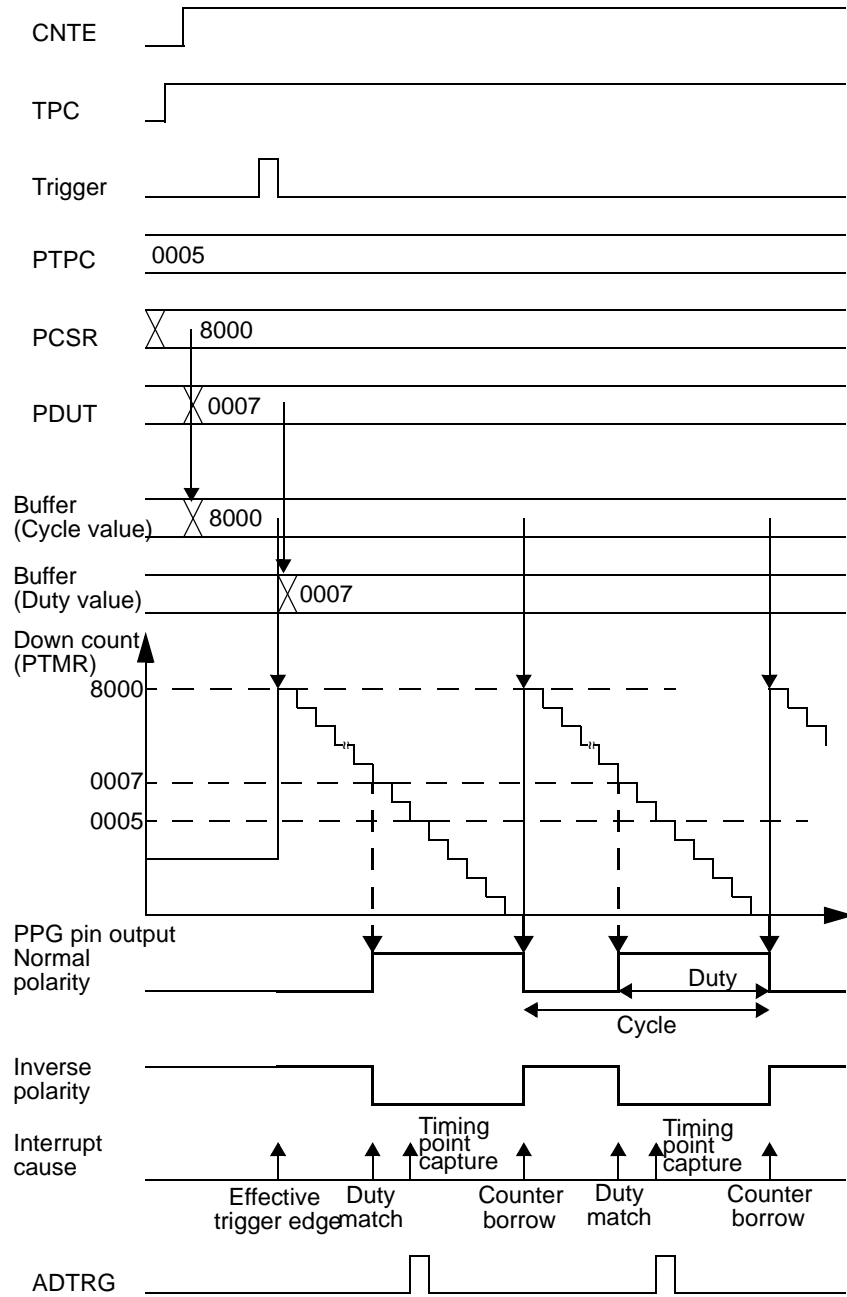 CNTE
TPC
Trigger
PTPC
0005
PCSR
8000
PDUT
0007
Buffer
(Cycle value)
8000
Buffer
(Duty value)
0007
Down count
(PTMR)
8000
0007
0005
PPG pin output
Normal
polarity
Duty
Cycle
Inverse
polarity
Interrupt
cause
Timing
point
capture
Timing
point
capture
Effective
trigger edge
Duty
match
Counter
borrow
Duty
match
Counter
borrow
ADTRG